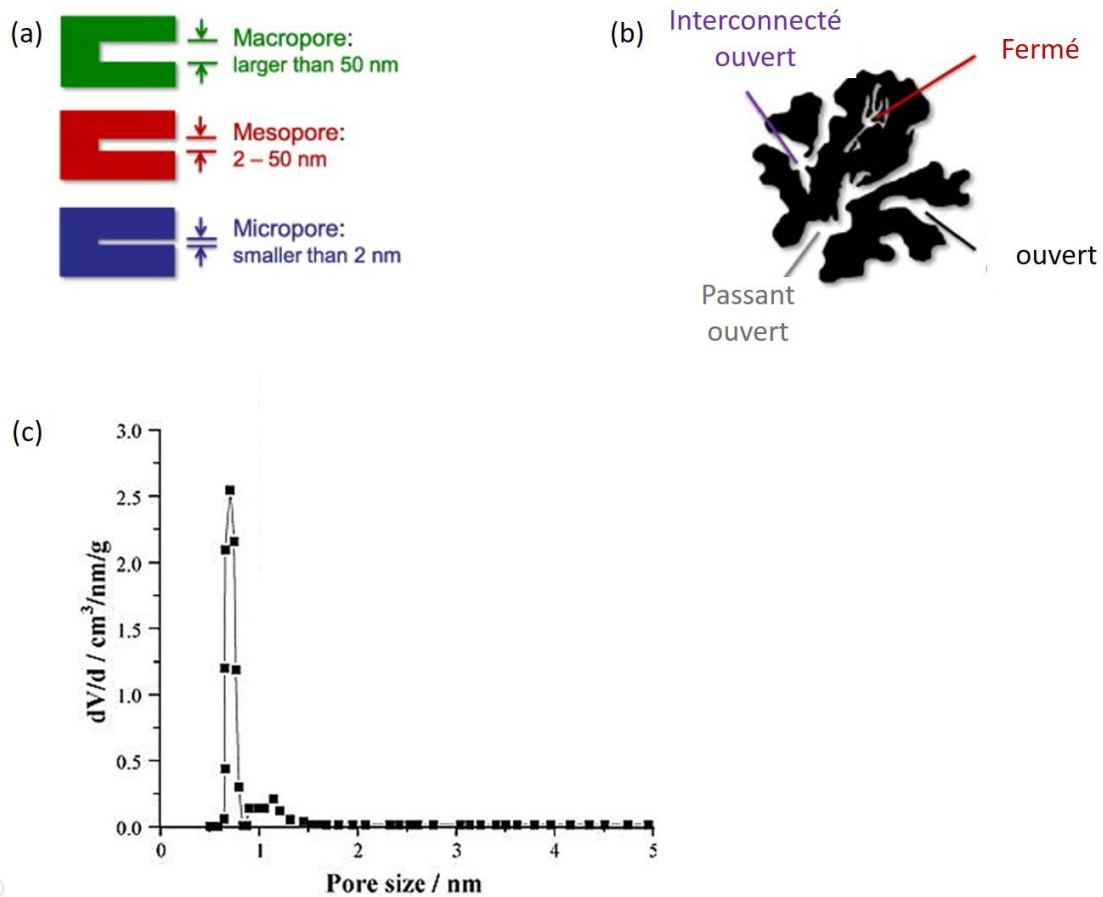 (a)
Macropore:
larger than 50 nm
Mesopore:
2 – 50 nm
Micropore:
smaller than 2 nm
(b)
Interconnecté
ouvert
Fermé
ouvert
Passant
ouvert
(c)
3.0
2.5
2.0
1.5
1.0
0.5
0.0
dV/d / cm³/nm/g
0 1 2 3 4 5
Pore size / nm